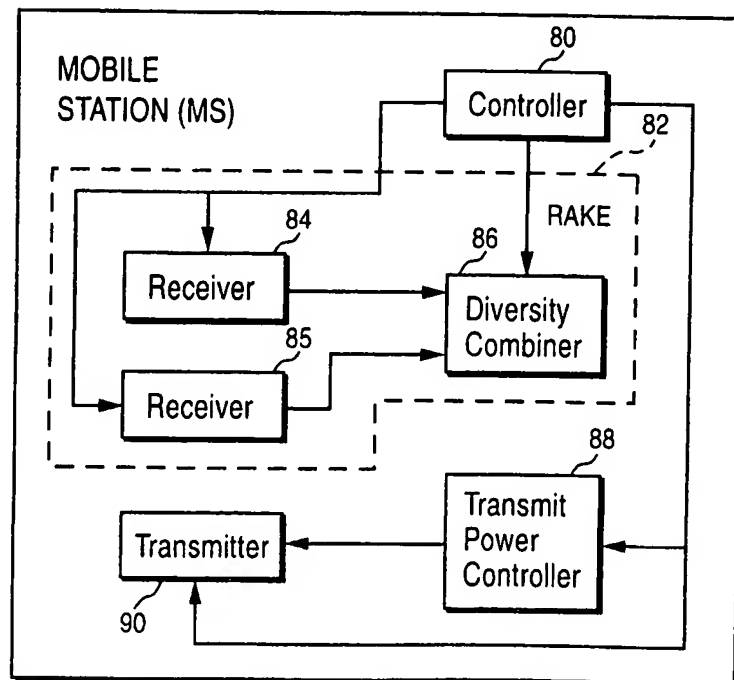 MOBILE
STATION (MS)
80
Controller
82
RAKE
84
Receiver
86
Diversity
Combiner
85
Receiver
88
Transmit
Power
Controller
Transmitter
90